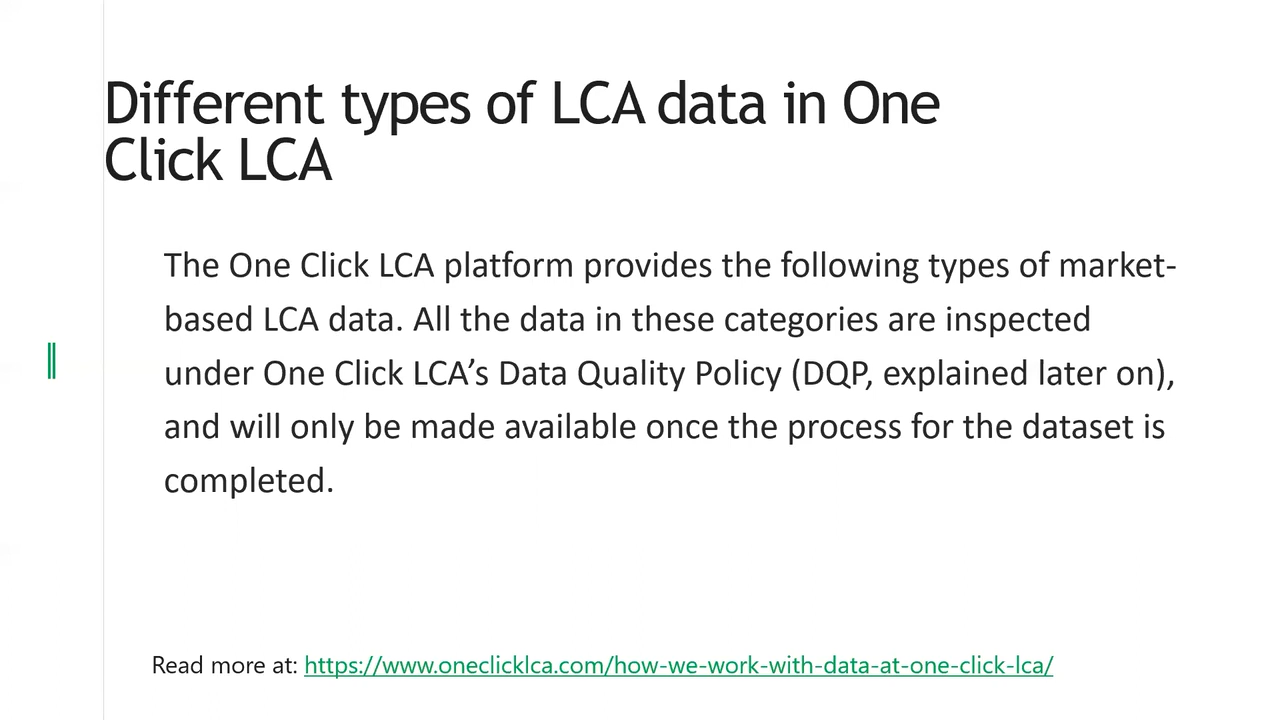 Different types of LCA data in One
Click LCA
The One Click LCA platform provides the following types of market-
based LCA data. All the data in these categories are inspected
under One Click LCA’s Data Quality Policy (DQP, explained later on),
and will only be made available once the process for the dataset is
completed.
Read more at: https://www.oneclicklca.com/how-we-work-with-data-at-one-click-lca/